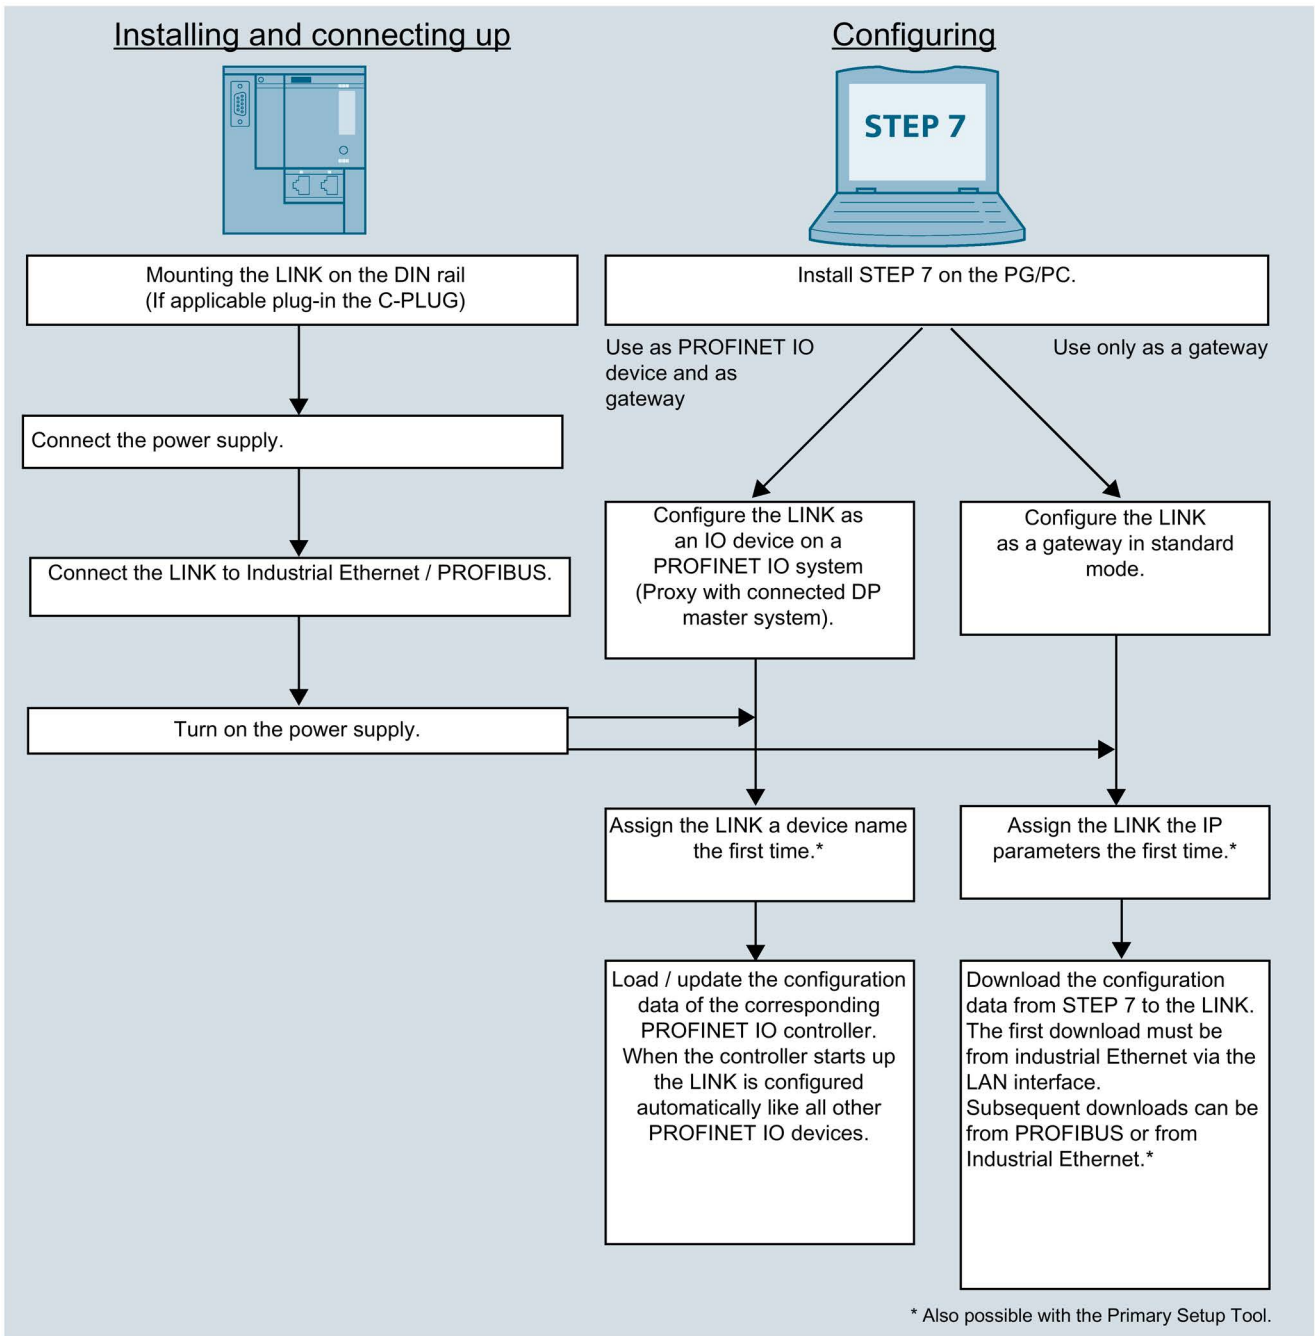 Installing and connecting up
Mounting the LINK on the DIN rail
(If applicable plug-in the C-PLUG)
Connect the power supply.
Connect the LINK to Industrial Ethernet / PROFIBUS.
Turn on the power supply.
Configuring
STEP 7
Install STEP 7 on the PG/PC.
Use as PROFINET IO
device and as
gateway
Use only as a gateway
Configure the LINK as
an IO device on a
PROFINET IO system
(Proxy with connected DP
master system).
Configure the LINK
as a gateway in standard
mode.
Assign the LINK a device name
the first time.*
Assign the LINK the IP
parameters the first time.*
Load / update the configuration
data of the corresponding
PROFINET IO controller.
When the controller starts up
the LINK is configured
automatically like all other
PROFINET IO devices.
Download the configuration
data from STEP 7 to the LINK.
The first download must be
from industrial Ethernet via the
LAN interface.
Subsequent downloads can be
from PROFIBUS or from
Industrial Ethernet.*
* Also possible with the Primary Setup Tool.